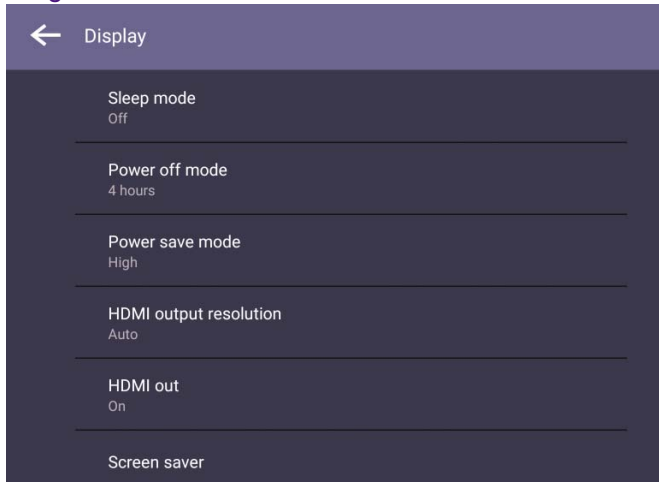 Display
Sleep mode
Off
Power off mode
4 hours
Power save mode
High
HDMI output resolution
Auto
HDMI out
On
Screen saver